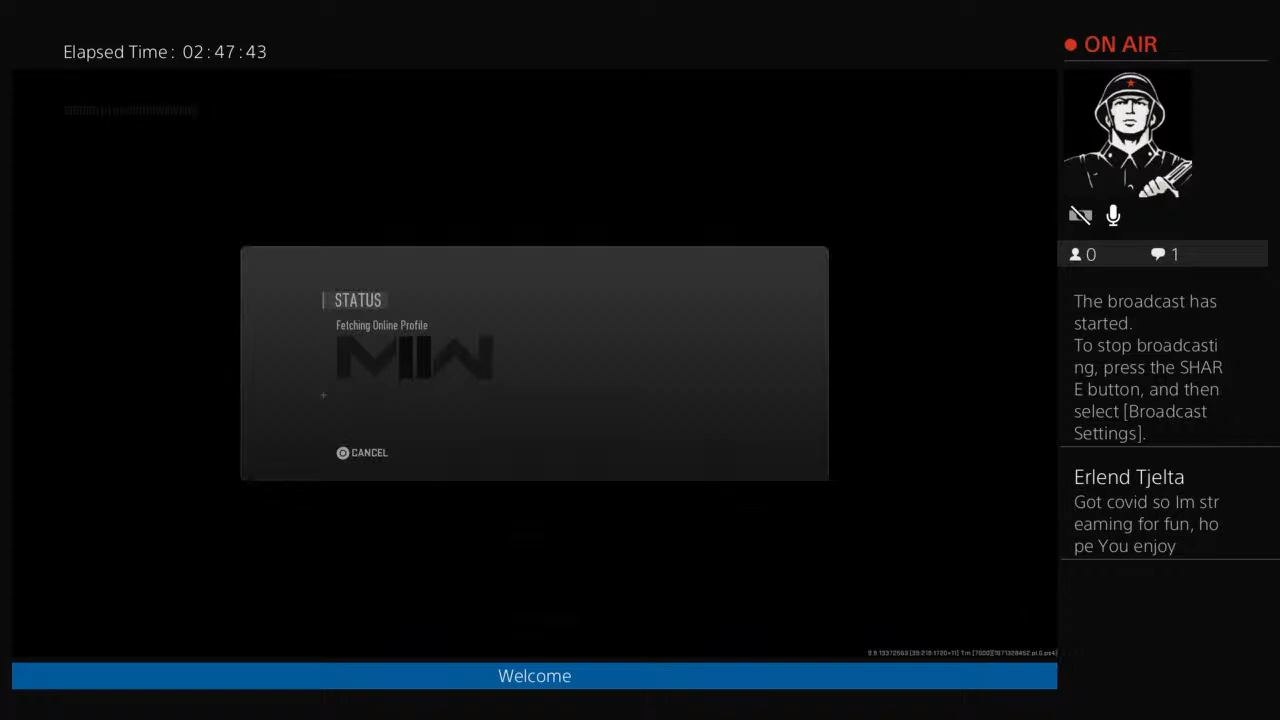 Elapsed Time: 02:47:43
ON AIR
0
1
STATUS
Fetching Online Profile
MIIW
CANCEL
The broadcast has
started.
To stop broadcasti
ng, press the SHAR
E button, and then
select [Broadcast
Settings].
Erlend Tjelta
Got covid so Im str
eaming for fun, ho
pe You enjoy
Welcome